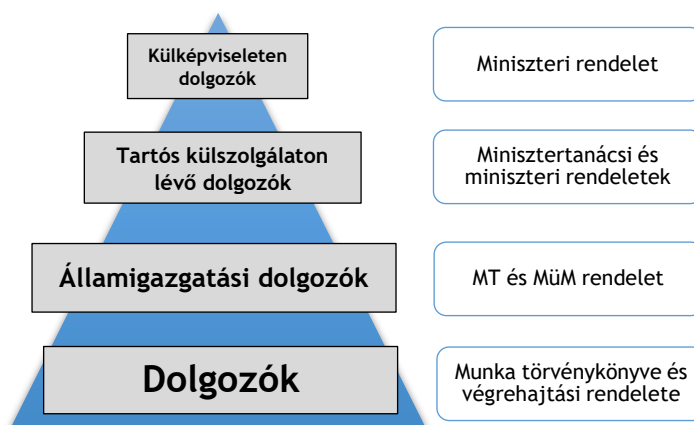 Külképviseleten
dolgozók
Miniszteri rendelet
Tartós külszolgálaton
lévő dolgozók
Minisztertanácsi és
miniszteri rendeletek
Államigazgatási dolgozók
MT és MüM rendelet
Dolgozók
Munka törvénykönyve és
végrehajtási rendelete